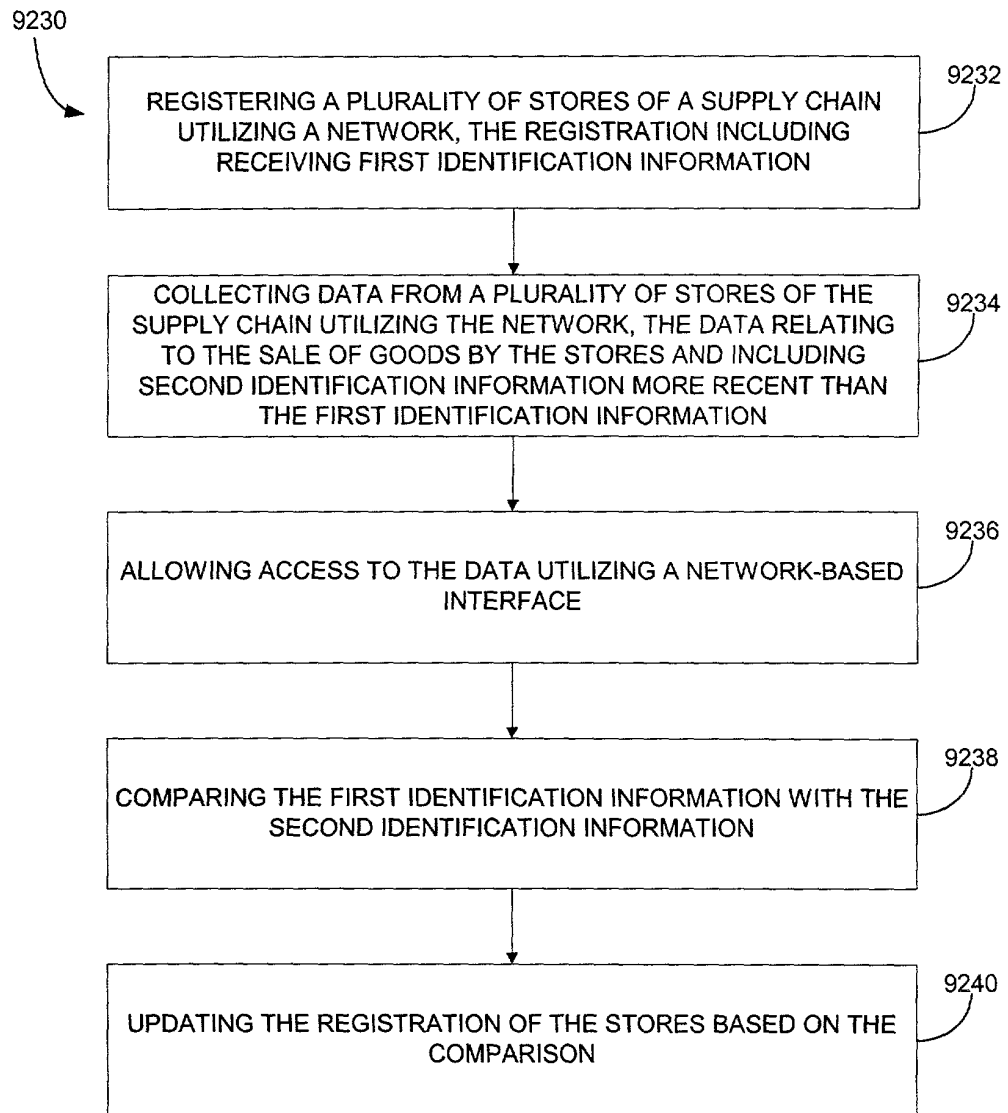 9230
9232
REGISTERING A PLURALITY OF STORES OF A SUPPLY CHAIN
UTILIZING A NETWORK, THE REGISTRATION INCLUDING
RECEIVING FIRST IDENTIFICATION INFORMATION
9234
COLLECTING DATA FROM A PLURALITY OF STORES OF THE
SUPPLY CHAIN UTILIZING THE NETWORK, THE DATA RELATING
TO THE SALE OF GOODS BY THE STORES AND INCLUDING
SECOND IDENTIFICATION INFORMATION MORE RECENT THAN
THE FIRST IDENTIFICATION INFORMATION
9236
ALLOWING ACCESS TO THE DATA UTILIZING A NETWORK-BASED
INTERFACE
9238
COMPARING THE FIRST IDENTIFICATION INFORMATION WITH THE
SECOND IDENTIFICATION INFORMATION
9240
UPDATING THE REGISTRATION OF THE STORES BASED ON THE
COMPARISON